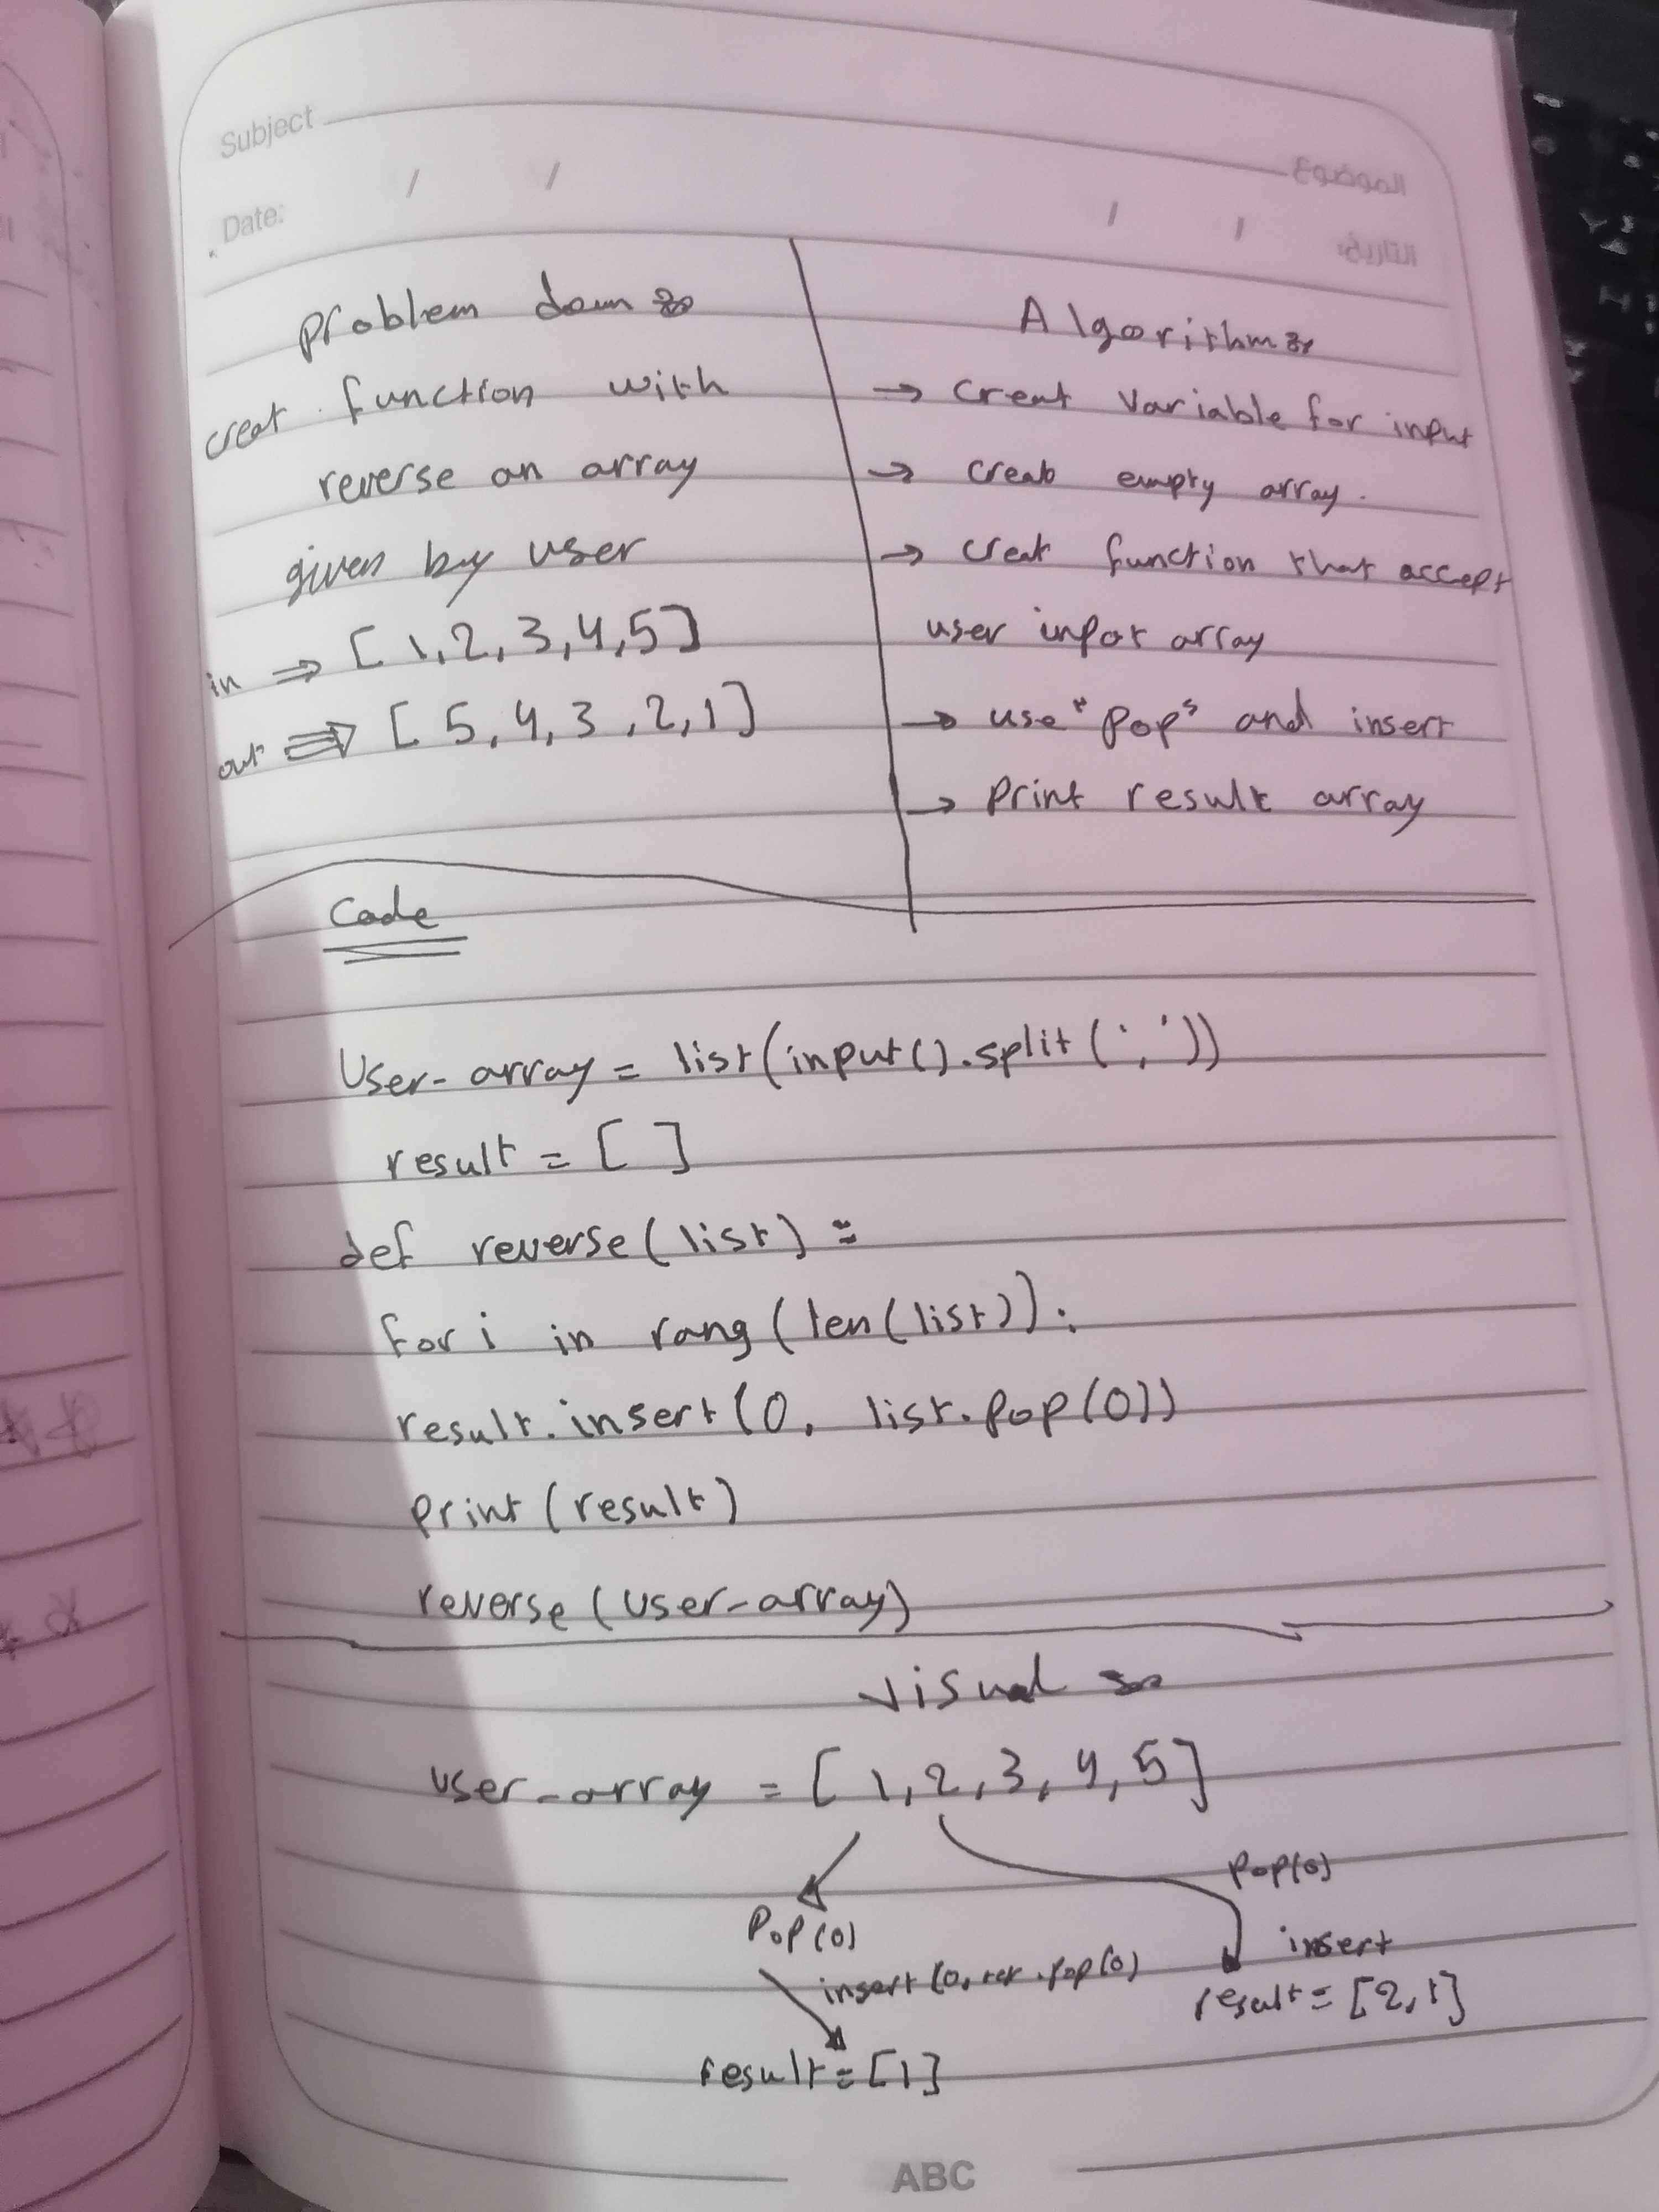 Subject
الموضوع
Date: / /
/ / التاريخ:
problem dom :
creat function with
reverse an array
given by user
in => [1,2,3,4,5]
out => [5,4,3,2,1]
Algorithm :
→ creat variable for input
→ creat empty array.
→ creat function that accept
user inpot array
→ use "pop" and insert
→ print result array
Code
User-array = list(input().split(','))
result = [ ]
def reverse(list) :
for i in rang(len(list)):
result.insert(0, list.pop(0))
print(result)
reverse(user-array)
visual :
user-array = [1,2,3,4,5]
pop(0)
pop(0)
insert
insert(0, .pop(0)
result = [2,1]
result = [1]
ABC